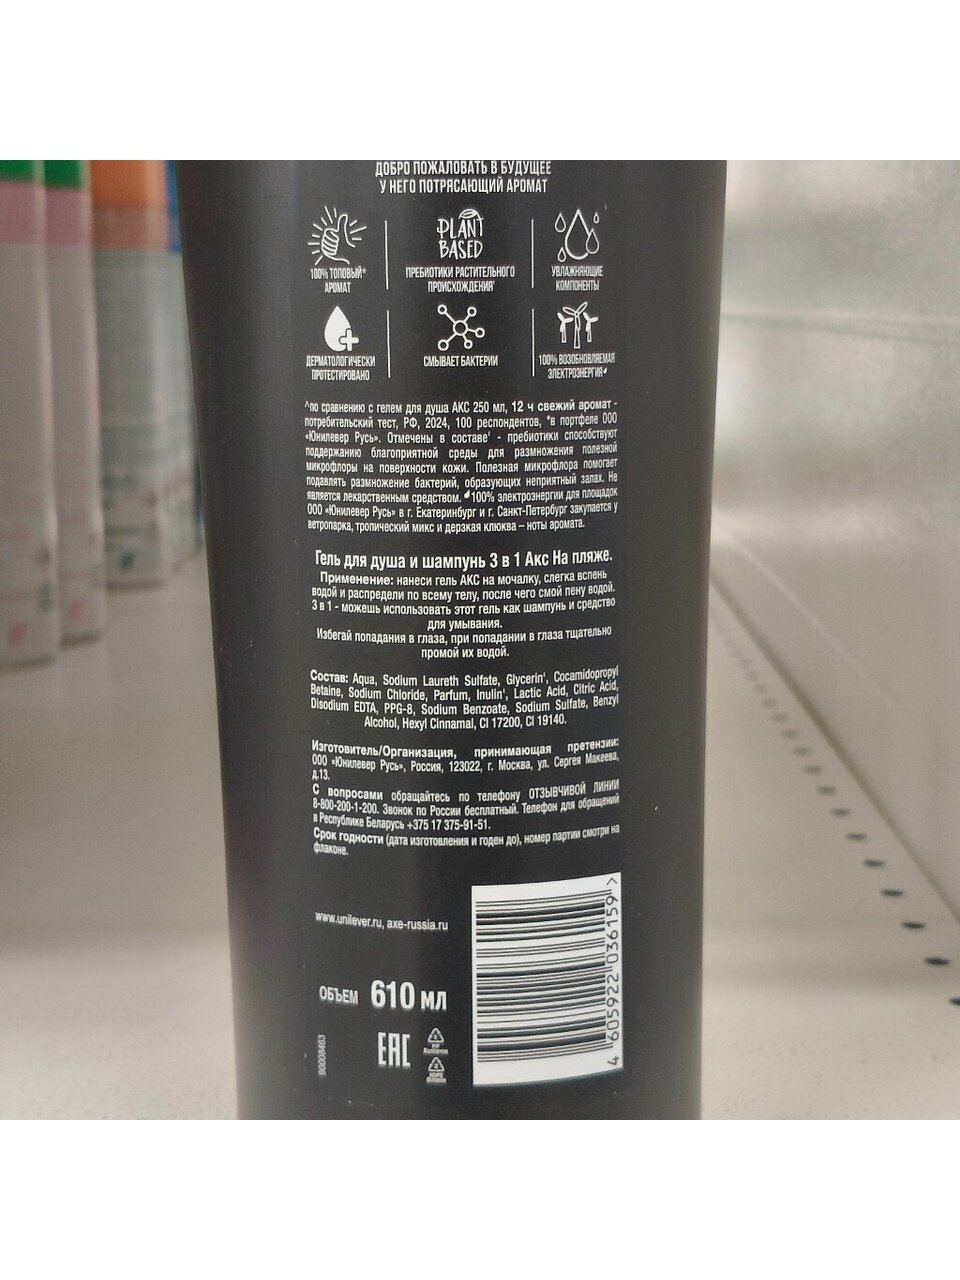 ДОБРО ПОЖАЛОВАТЬ В БУДУЩЕЕ
У НЕГО ПОТРЯСАЮЩИЙ АРОМАТ
100% ТОПОВЫЙ*
АРОМАТ
PLANT
BASED
ПРЕБИОТИКИ РАСТИТЕЛЬНОГО
ПРОИСХОЖДЕНИЯ'
УВЛАЖНЯЮЩИЕ
КОМПОНЕНТЫ
ДЕРМАТОЛОГИЧЕСКИ
ПРОТЕСТИРОВАНО
СМЫВАЕТ БАКТЕРИИ
100% ВОЗОБНОВЛЯЕМАЯ
ЭЛЕКТРОЭНЕРГИЯ
^по сравнению с гелем для душа АКС 250 мл, 12 ч свежий аромат -
потребительский тест, РФ, 2024, 100 респондентов, *в портфеле ООО
«Юнилевер Русь». Отмечены в составе' - пребиотики способствуют
поддержанию благоприятной среды для размножения полезной
микрофлоры на поверхности кожи. Полезная микрофлора помогает
подавлять размножение бактерий, образующих неприятный запах. Не
является лекарственным средством. 100% электроэнергии для площадок
ООО «Юнилевер Русь» в г. Екатеринбург и г. Санкт-Петербург закупается у
ветропарка, тропический микс и дерзкая клюква – ноты аромата.
Гель для душа и шампунь 3 в 1 Акс На пляже.
Применение: нанеси гель АКС на мочалку, слегка вспень
водой и распредели по всему телу, после чего смой пену водой.
3 в 1 - можешь использовать этот гель как шампунь и средство
для умывания.
Избегай попадания в глаза, при попадании в глаза тщательно
промой их водой.
Состав: Aqua, Sodium Laureth Sulfate, Glycerin', Cocamidopropyl
Betaine, Sodium Chloride, Parfum, Inulin', Lactic Acid, Citric Acid,
Disodium EDTA, PPG-8, Sodium Benzoate, Sodium Sulfate, Benzyl
Alcohol, Hexyl Cinnamal, CI 17200, CI 19140.
Изготовитель/Организация, принимающая претензии:
ООО «Юнилевер Русь», Россия, 123022, г. Москва, ул. Сергея Макеева,
д.13.
С вопросами обращайтесь по телефону ОТЗЫВЧИВОЙ ЛИНИИ
8-800-200-1-200. Звонок по России бесплатный. Телефон для обращений
в Республике Беларусь +375 17 375-91-51.
Срок годности (дата изготовления и годен до), номер партии смотри на
флаконе.
www.unilever.ru, axe-russia.ru
ОБЪЕМ 610 мл
EAC
90008463
4 605922 036159 >